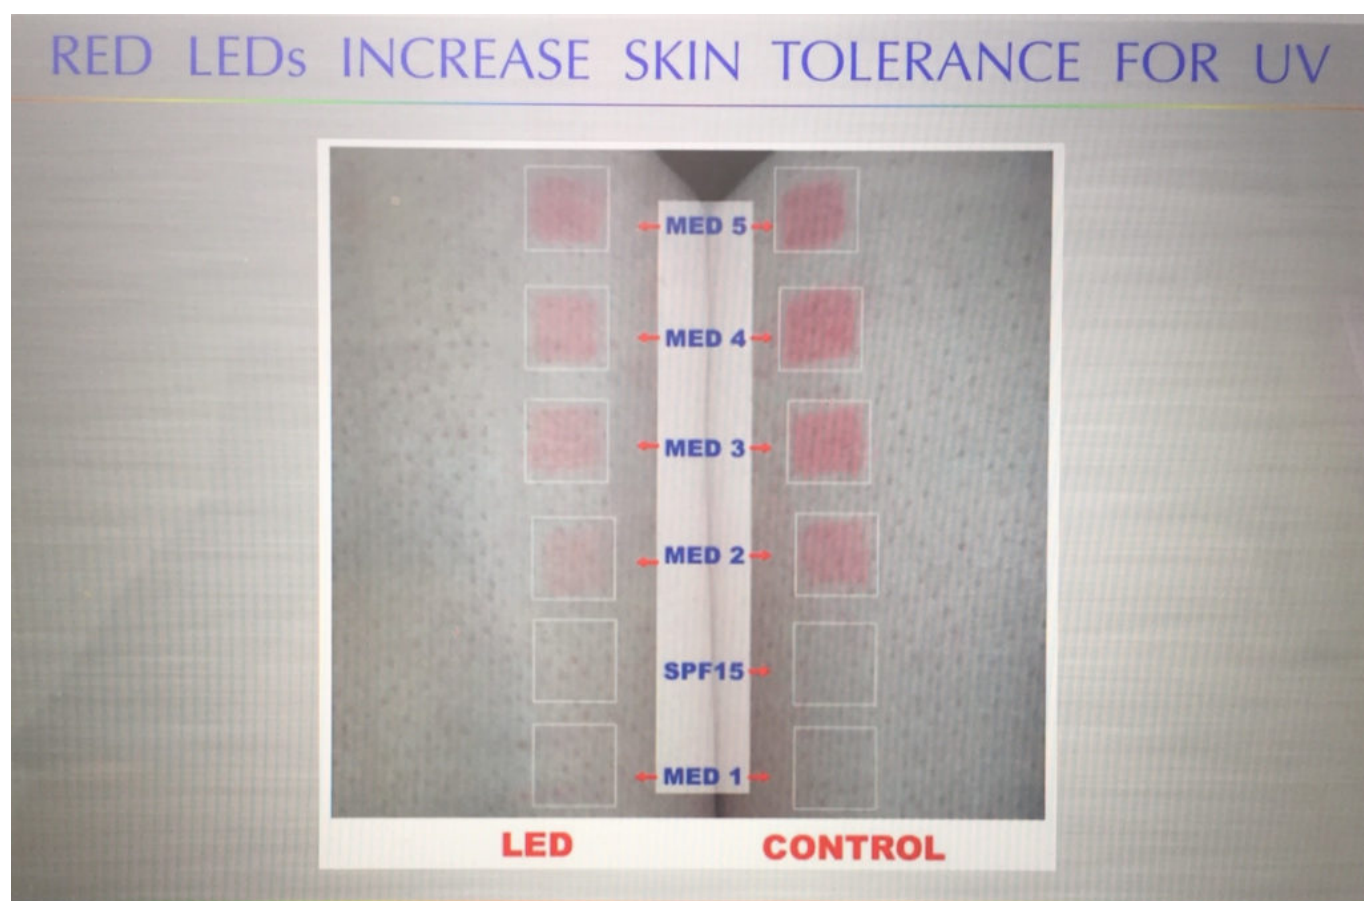 RED LEDs INCREASE SKIN TOLERANCE FOR UV
MED 5
MED 4
MED 3
MED 2
SPF15
MED 1
LED CONTROL